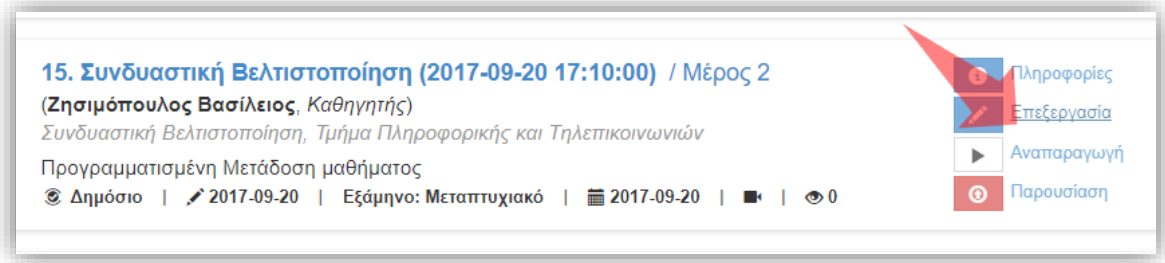 15. Συνδυαστική Βελτιστοποίηση (2017-09-20 17:10:00) / Μέρος 2
(Ζησιμόπουλος Βασίλειος, Καθηγητής)
Συνδυαστική Βελτιστοποίηση, Τμήμα Πληροφορικής και Τηλεπικοινωνιών
Προγραμματισμένη Μετάδοση μαθήματος
Δημόσιο | 2017-09-20 | Εξάμηνο: Μεταπτυχιακό | 2017-09-20 | | 0
Πληροφορίες
Επεξεργασία
Αναπαραγωγή
Παρουσίαση